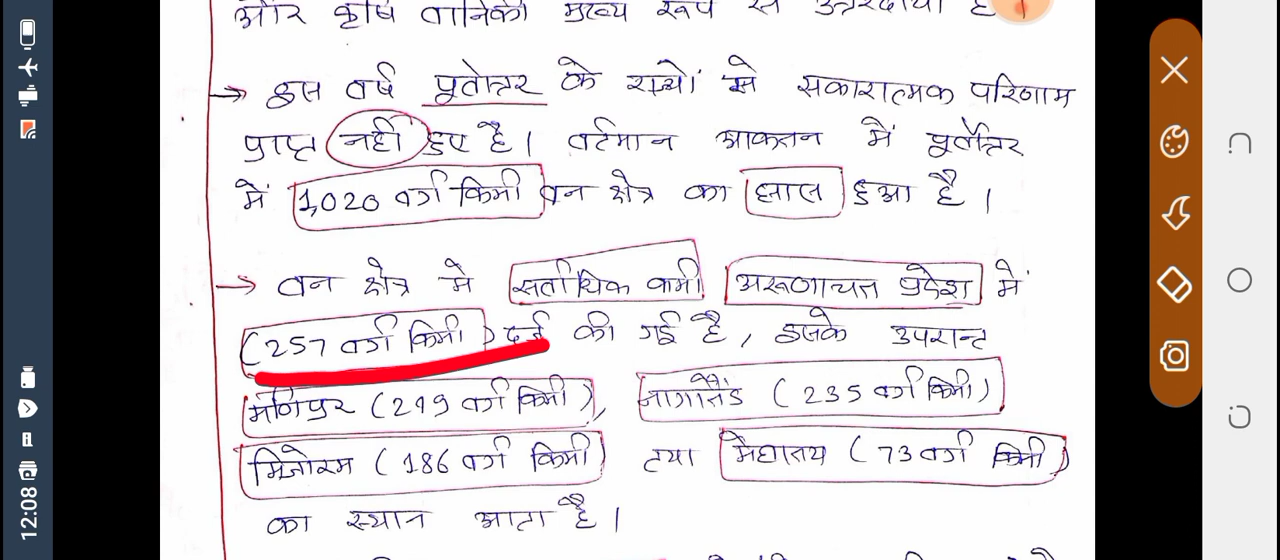 और कृषि वानिकी मुख्य रूप से उत्तरदायी है।
→ इस वर्ष पूर्वोत्तर के राज्यों से सकारात्मक परिणाम
प्राप्त नहीं हुए है। वर्तमान आकलन में पूर्वोत्तर
में 1,020 वर्ग किमी वन क्षेत्र का ह्रास हुआ है।
→ वन क्षेत्र में सर्वाधिक कमी अरूणाचल प्रदेश में
(257 वर्ग किमी) दर्ज की गई है, इसके उपरान्त
मणिपुर (249 वर्ग किमी), नागालैंड (235 वर्ग किमी)
मिजोरम (186 वर्ग किमी) तथा मेघालय (73 वर्ग किमी)
का स्थान आता है।
12:08